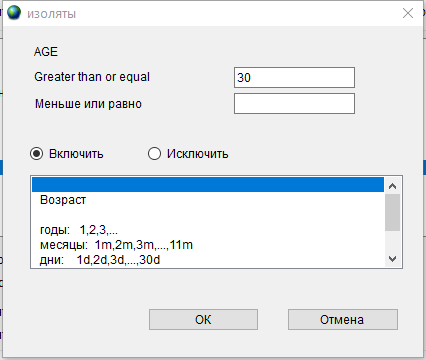 изоляты
AGE
Greater than or equal
30
Меньше или равно
Включить
Исключить
Возраст
годы: 1,2,3,...
месяцы: 1m,2m,3m,...,11m
дни: 1d,2d,3d,...,30d
OK
Отмена